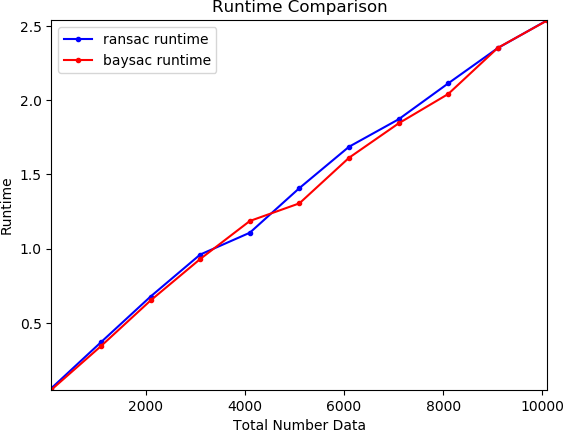 Runtime Comparison
ransac runtime
baysac runtime
2.5
2.0
1.5
1.0
0.5
Runtime
2000 4000 6000 8000 10000
Total Number Data